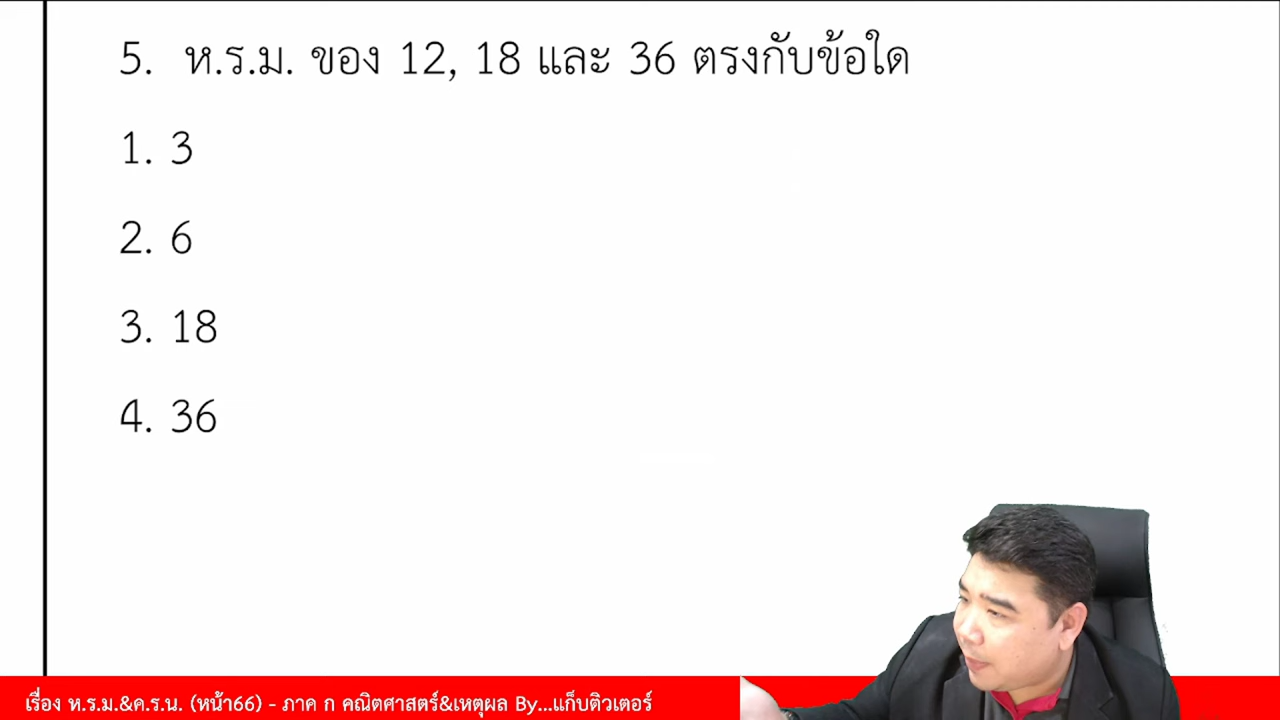 5. ห.ร.ม. ของ 12, 18 และ 36 ตรงกับข้อใด
1. 3
2. 6
3. 18
4. 36
เรื่อง ห.ร.ม.&ค.ร.น. (หน้า66) - ภาค ก คณิตศาสตร์&เหตุผล By...แก็บติวเตอร์